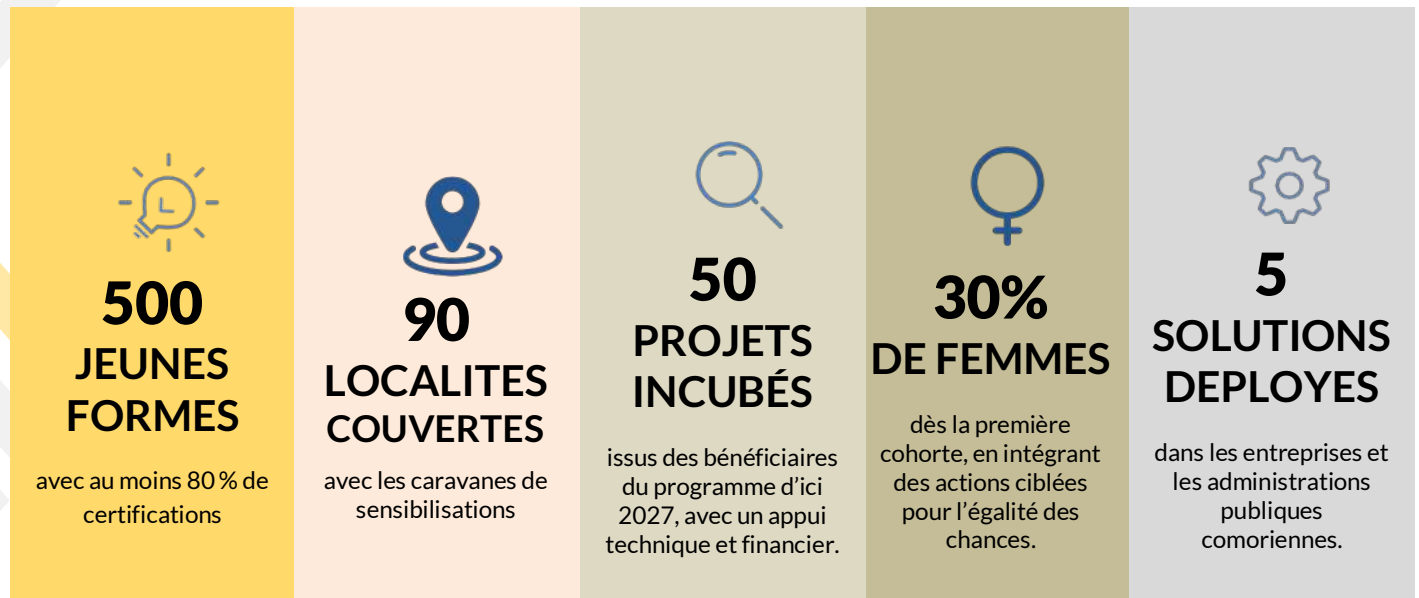 500
JEUNES
FORMES
avec au moins 80 % de
certifications
90
LOCALITES
COUVERTES
avec les caravanes de
sensibilisations
50
PROJETS
INCUBÉS
issus des bénéficiaires
du programme d’ici
2027, avec un appui
technique et financier.
30%
DE FEMMES
dès la première
cohorte, en intégrant
des actions ciblées
pour l’égalité des
chances.
5
SOLUTIONS
DEPLOYES
dans les entreprises et
les administrations
publiques
comoriennes.